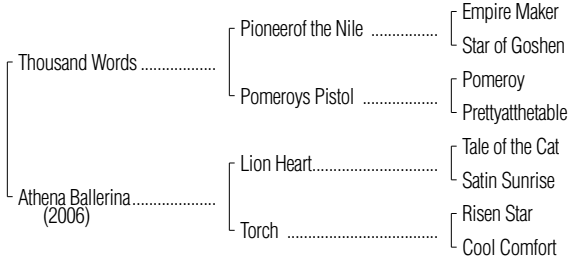 Empire Maker
Pioneerof the Nile ..................
Star of Goshen
Thousand Words ....................
Pomeroy
Pomeroys Pistol ....................
Prettyatthetable
Tale of the Cat
Lion Heart................................
Satin Sunrise
Athena Ballerina......................
(2006)
Risen Star
Torch ......................................
Cool Comfort